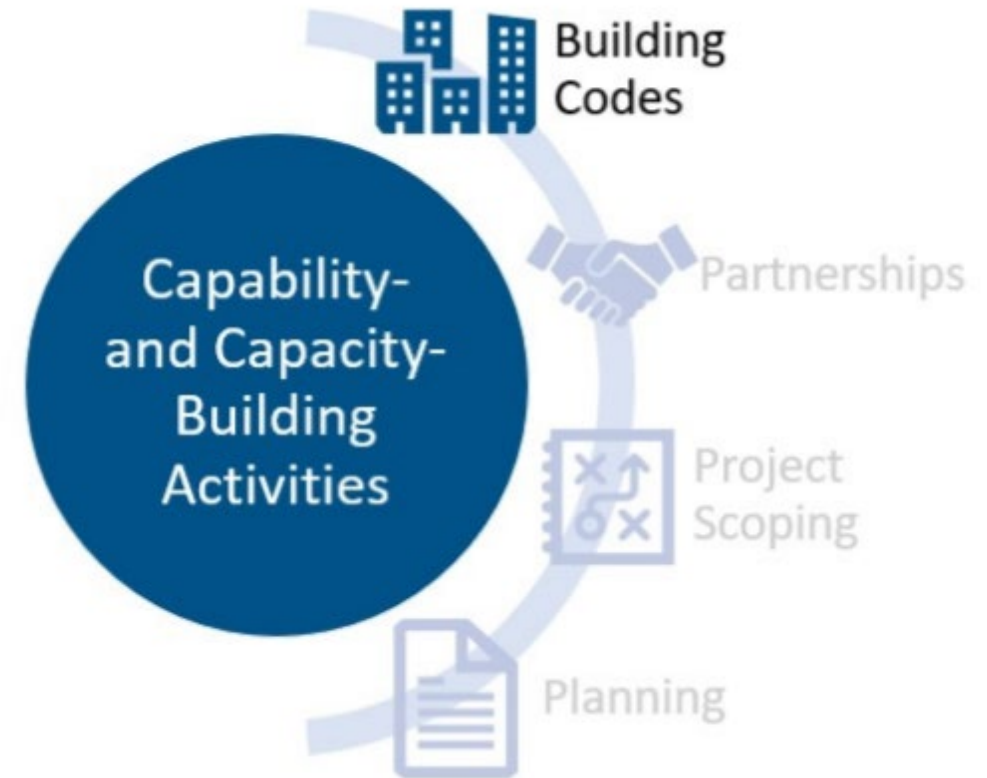 Building
Codes
Capability-
and Capacity-
Building
Activities
Partnerships
Project
Scoping
Planning